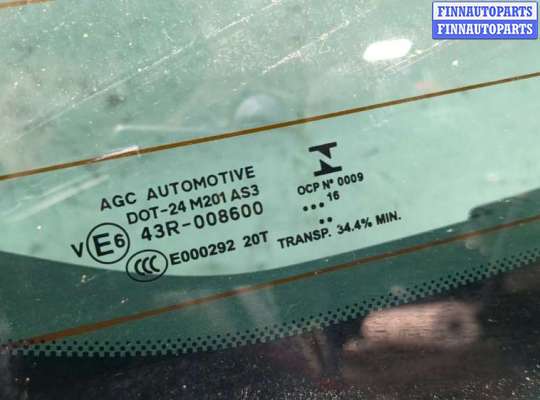 FINNAUTOPARTS
FINNAUTOPARTS
AGC AUTOMOTIVE
DOT-24 M201 AS3
V E6 43R-008600
CCC E000292 20T
N
OCP Nº 0009
... 16
..
TRANSP. 34.4% MIN.